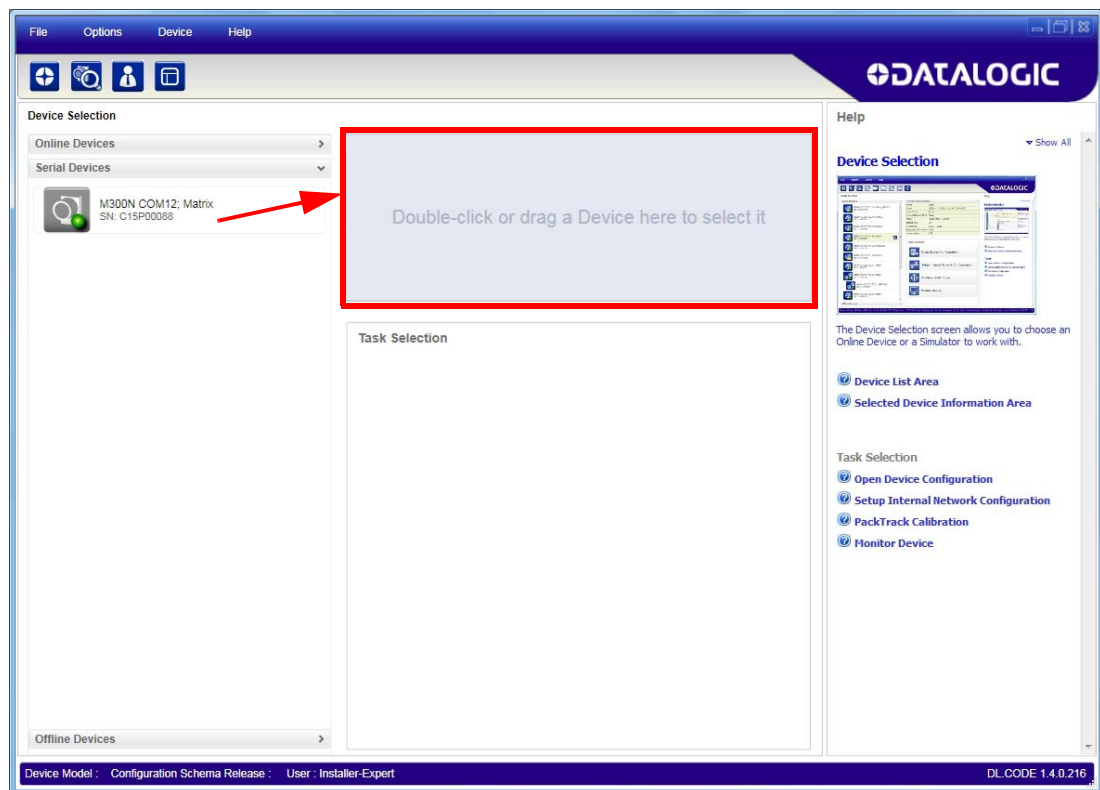 File Options Device Help
DATALOGIC
Device Selection
Online Devices
Serial Devices
M300N COM12; Matrix
SN: C15P00088
Offline Devices
Double-click or drag a Device here to select it
Task Selection
Help
Show All
Device Selection
The Device Selection screen allows you to choose an
Online Device or a Simulator to work with.
Device List Area
Selected Device Information Area
Task Selection
Open Device Configuration
Setup Internal Network Configuration
PackTrack Calibration
Monitor Device
Device Model : Configuration Schema Release : User : Installer-Expert
DL.CODE 1.4.0.216